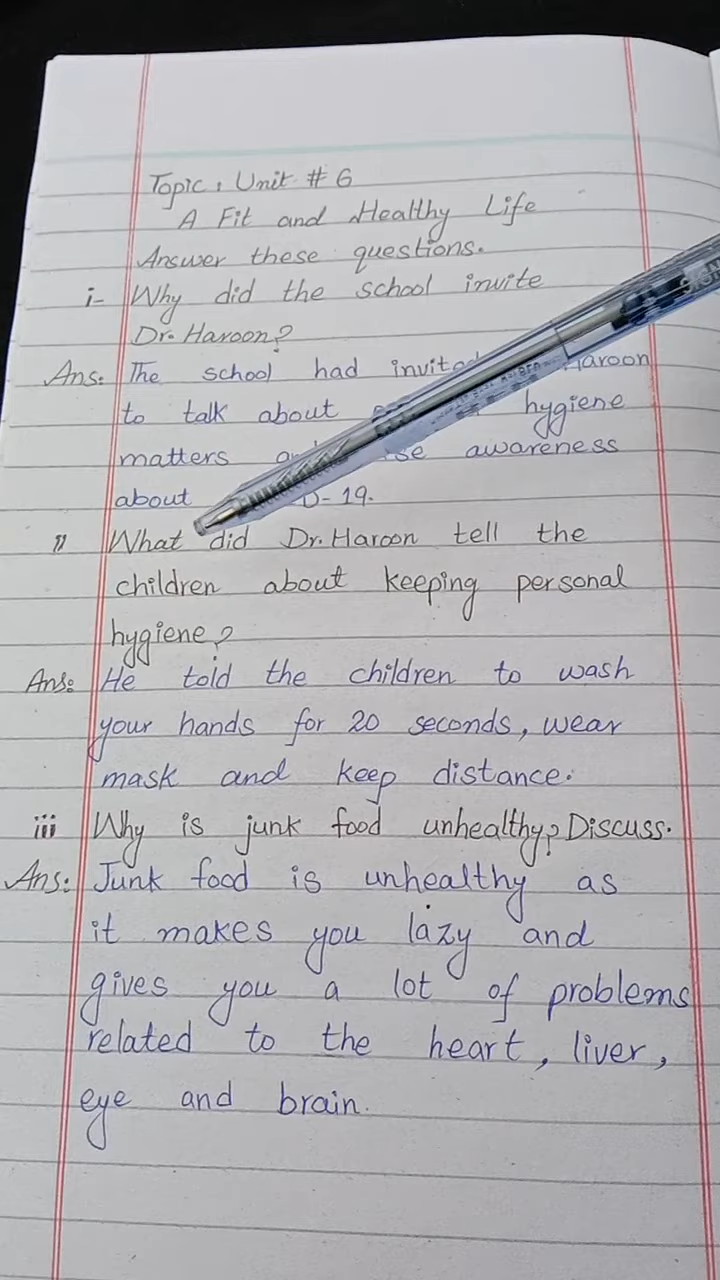 Topic: Unit # 6
A Fit and Healthy Life
Answer these questions.
i- Why did the school invite
Dr. Haroon?
Ans: The school had Haroon
to talk about hygiene
matters awareness
about D-19.
ii What did Dr. Haroon tell the
children about keeping personal
hygiene?
Ans: He told the children to wash
your hands for 20 seconds, wear
mask and keep distance.
iii Why is junk food unhealthy? Discuss.
Ans: Junk food is unhealthy as
it makes you lazy and
gives you a lot of problems
related to the heart, liver,
eye and brain.